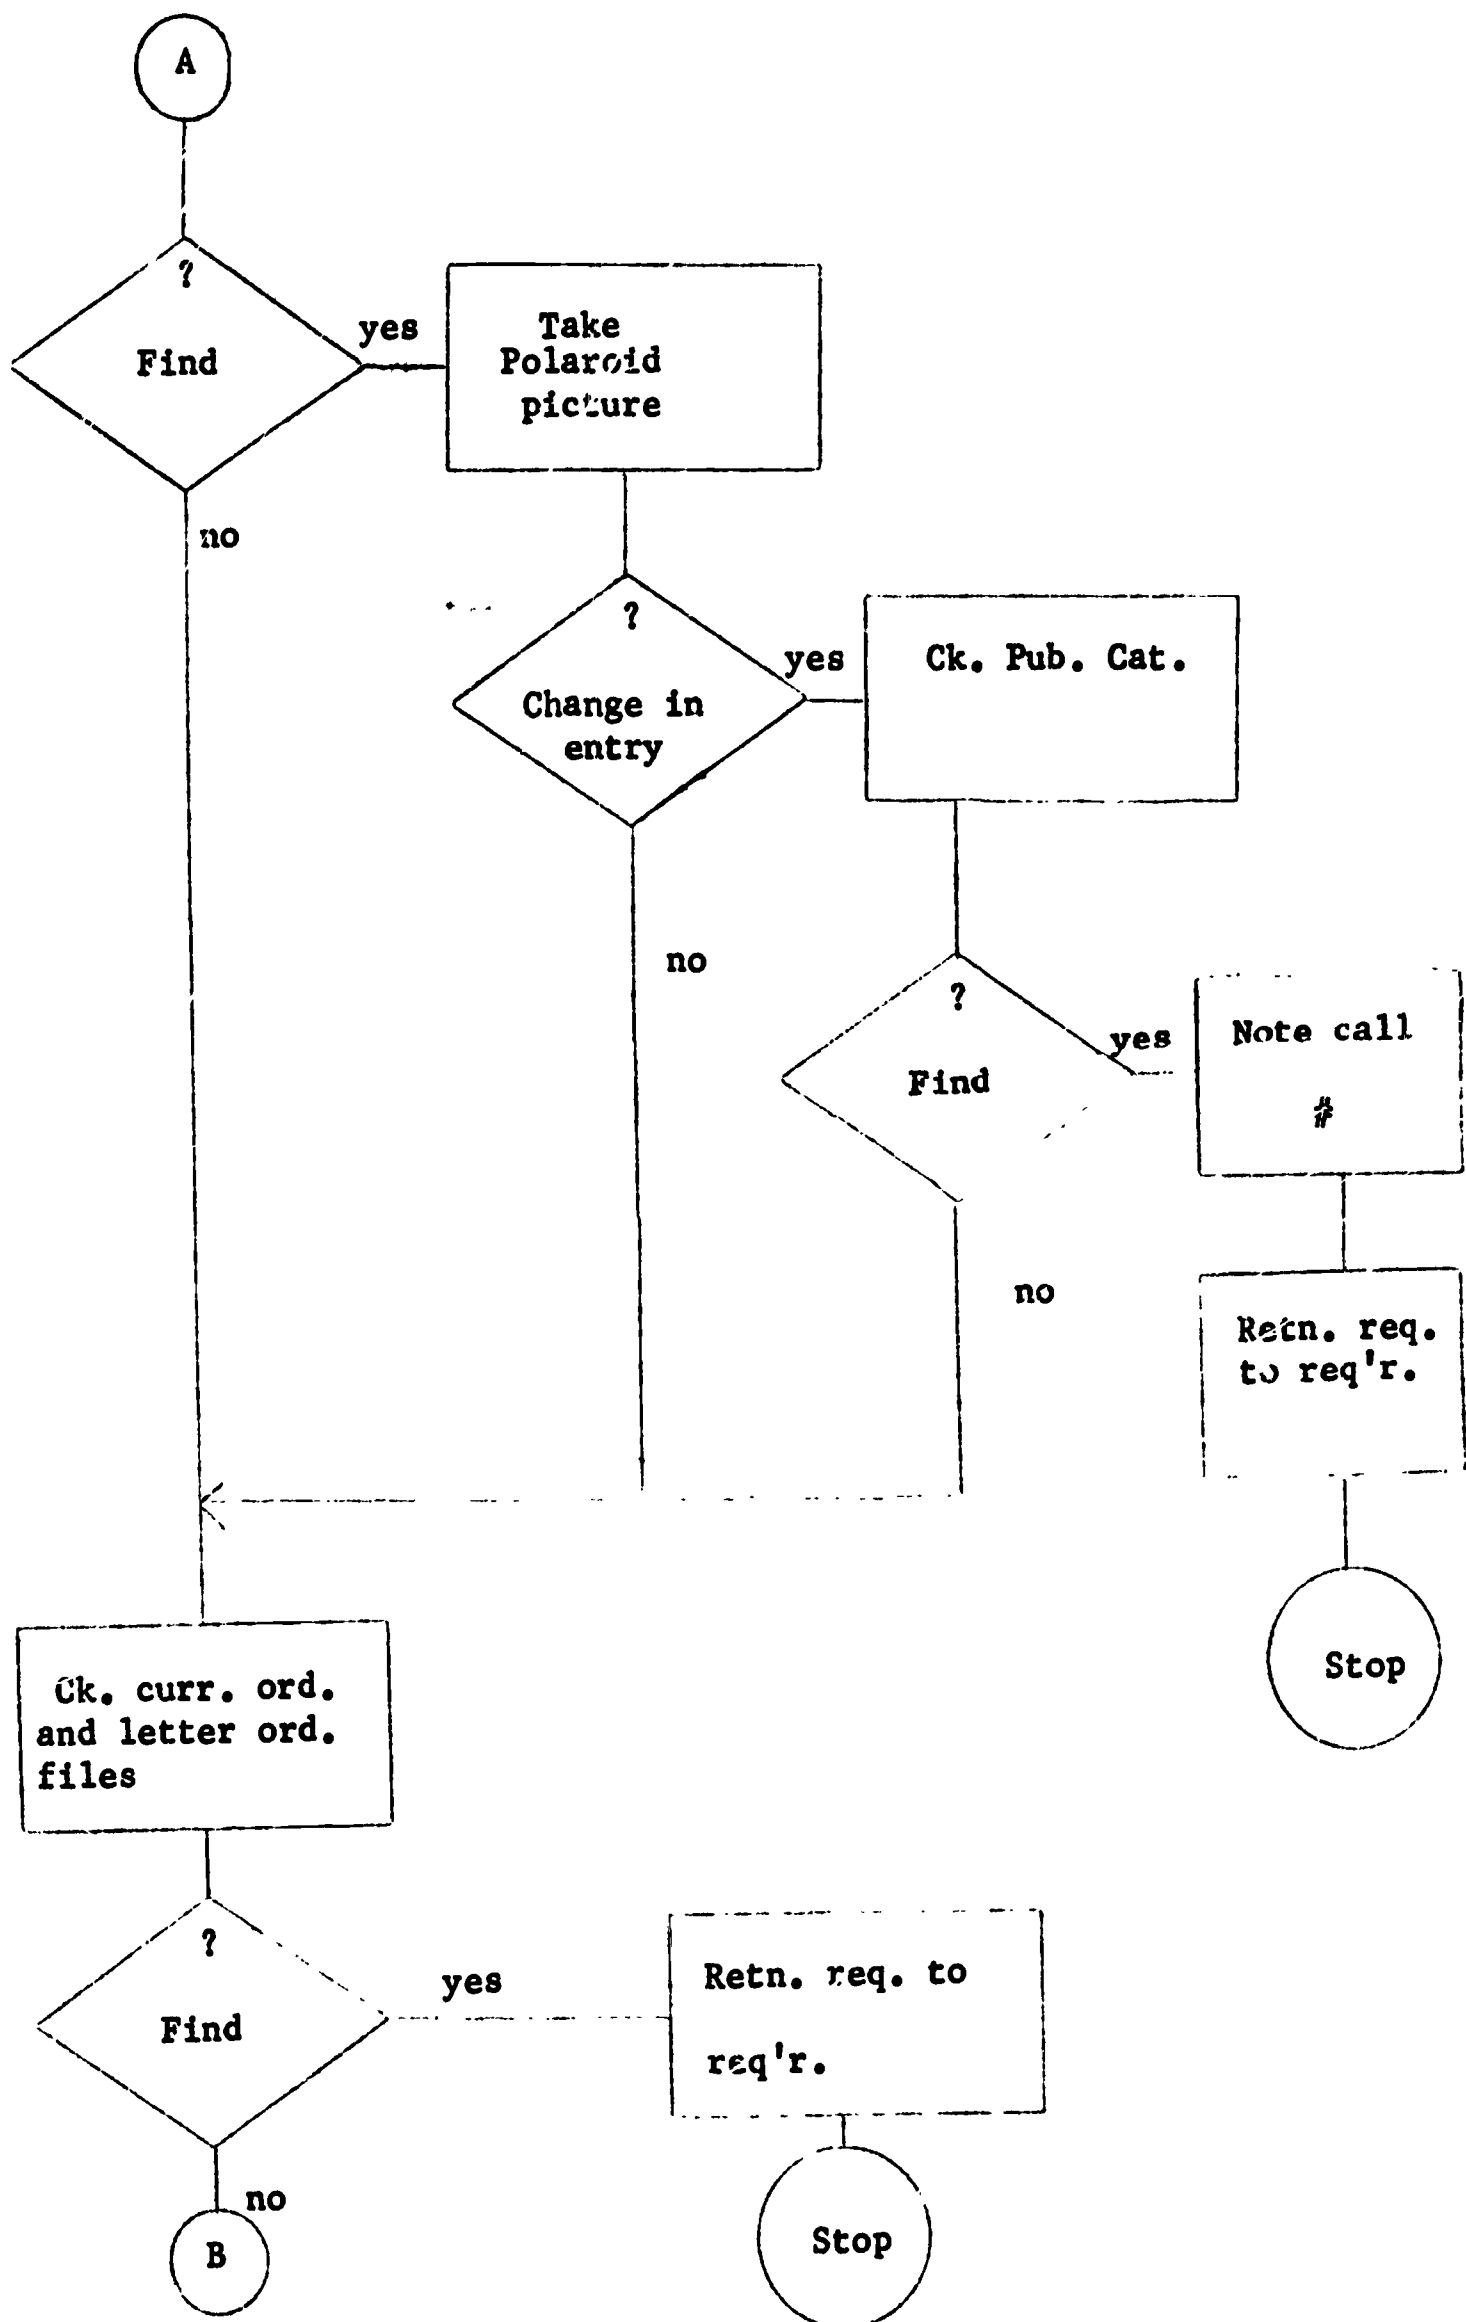 A
?
Find
yes
Take
Polaroid
picture
no
?
Change in
entry
yes
Ck. Pub. Cat.
no
?
Find
yes
Note call
#
no
Retn. req.
to req'r.
Stop
Ck. curr. ord.
and letter ord.
files
?
Find
yes
Retn. req. to
req'r.
no
B
Stop